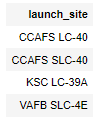 launch_site
CCAFS LC-40
CCAFS SLC-40
KSC LC-39A
VAFB SLC-4E